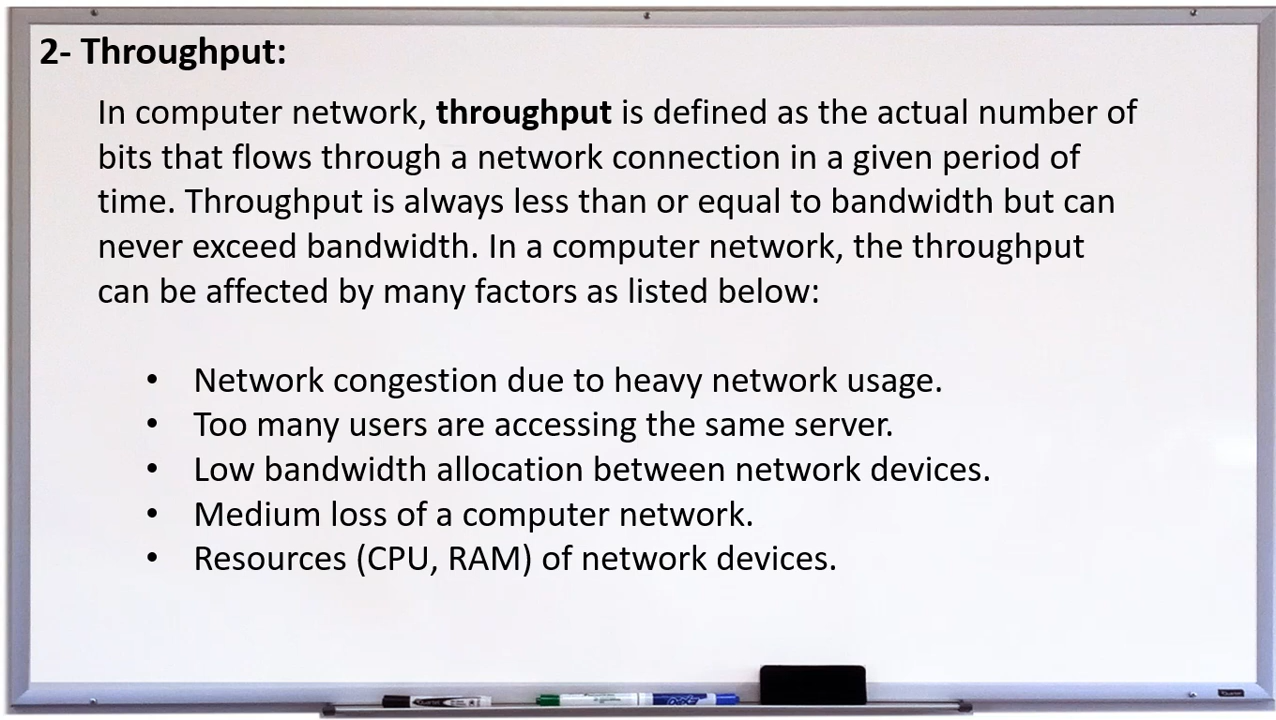 2- Throughput:
In computer network, throughput is defined as the actual number of
bits that flows through a network connection in a given period of
time. Throughput is always less than or equal to bandwidth but can
never exceed bandwidth. In a computer network, the throughput
can be affected by many factors as listed below:
• Network congestion due to heavy network usage.
• Too many users are accessing the same server.
• Low bandwidth allocation between network devices.
• Medium loss of a computer network.
• Resources (CPU, RAM) of network devices.